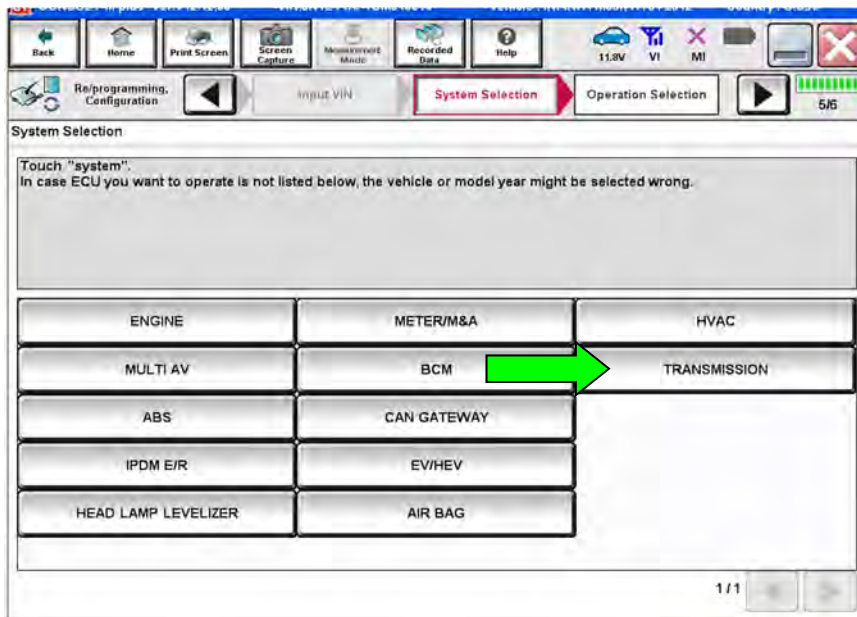 Back
Home
Print Screen
Screen
Capture
Measurement
Mode
Recorded
Data
Help
11.8V
VI
MI
Re/programming,
Configuration
Input VIN
System Selection
Operation Selection
5/6
System Selection
Touch "system".
In case ECU you want to operate is not listed below, the vehicle or model year might be selected wrong.
ENGINE
METER/M&A
HVAC
MULTI AV
BCM
TRANSMISSION
ABS
CAN GATEWAY
IPDM E/R
EV/HEV
HEAD LAMP LEVELIZER
AIR BAG
1/1